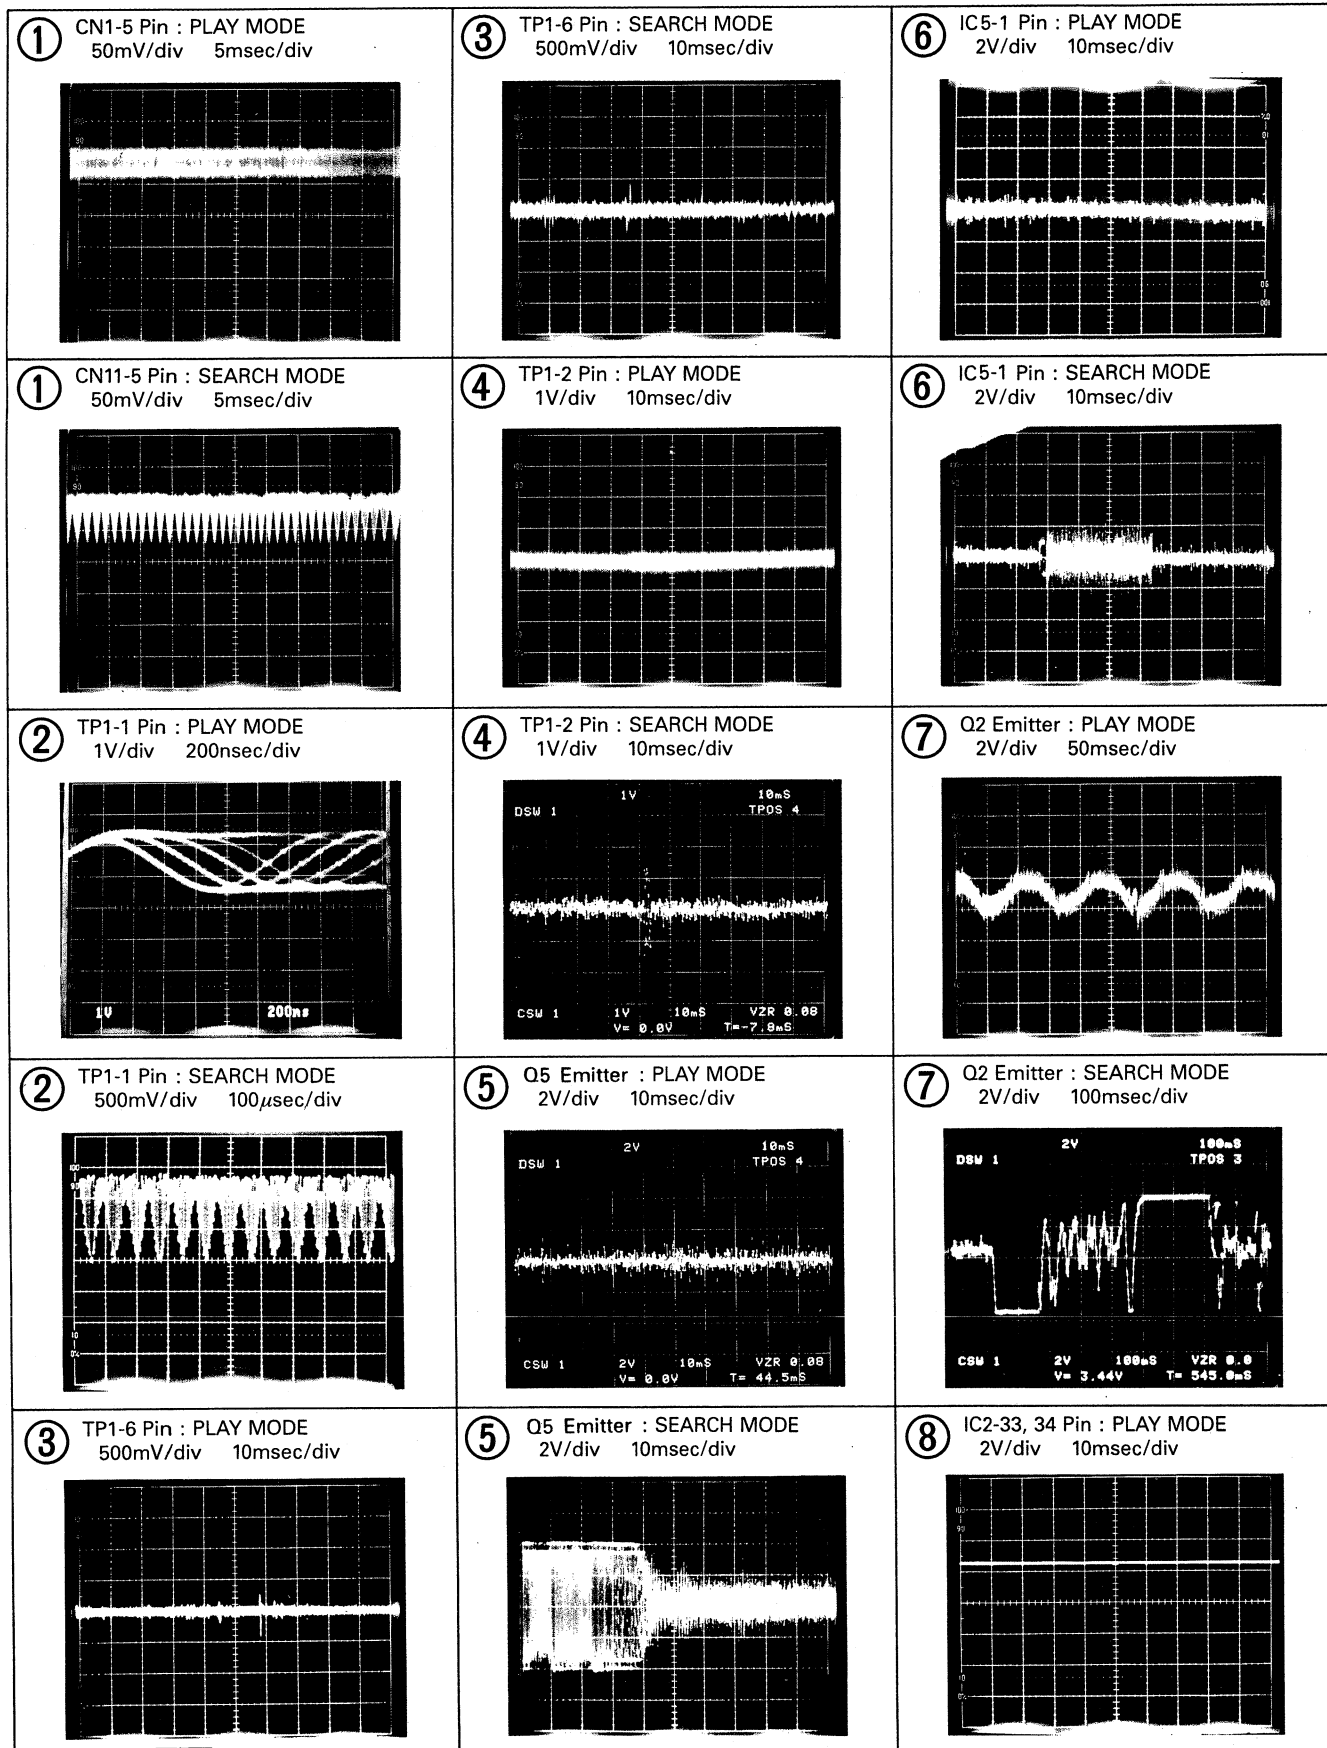 ① CN1-5 Pin : PLAY MODE
50mV/div 5msec/div
① CN11-5 Pin : SEARCH MODE
50mV/div 5msec/div
② TP1-1 Pin : PLAY MODE
1V/div 200nsec/div
1V 200ns
② TP1-1 Pin : SEARCH MODE
500mV/div 100μsec/div
100
90
10
0%
③ TP1-6 Pin : PLAY MODE
500mV/div 10msec/div
③ TP1-6 Pin : SEARCH MODE
500mV/div 10msec/div
④ TP1-2 Pin : PLAY MODE
1V/div 10msec/div
④ TP1-2 Pin : SEARCH MODE
1V/div 10msec/div
1V 10mS
DSW 1 TPOS 4
CSW 1 1V 10mS VZR 0.08
V= 0.0V T=-7.8mS
⑤ Q5 Emitter : PLAY MODE
2V/div 10msec/div
2V 10mS
DSW 1 TPOS 4
CSW 1 2V 10mS VZR 0.08
V= 0.0V T= 44.5mS
⑤ Q5 Emitter : SEARCH MODE
2V/div 10msec/div
⑥ IC5-1 Pin : PLAY MODE
2V/div 10msec/div
⑥ IC5-1 Pin : SEARCH MODE
2V/div 10msec/div
⑦ Q2 Emitter : PLAY MODE
2V/div 50msec/div
⑦ Q2 Emitter : SEARCH MODE
2V/div 100msec/div
2V 100mS
DSW 1 TPOS 3
CSW 1 2V 100mS VZR 0.0
V= 3.44V T= 545.0mS
⑧ IC2-33, 34 Pin : PLAY MODE
2V/div 10msec/div
100
90
10
0%